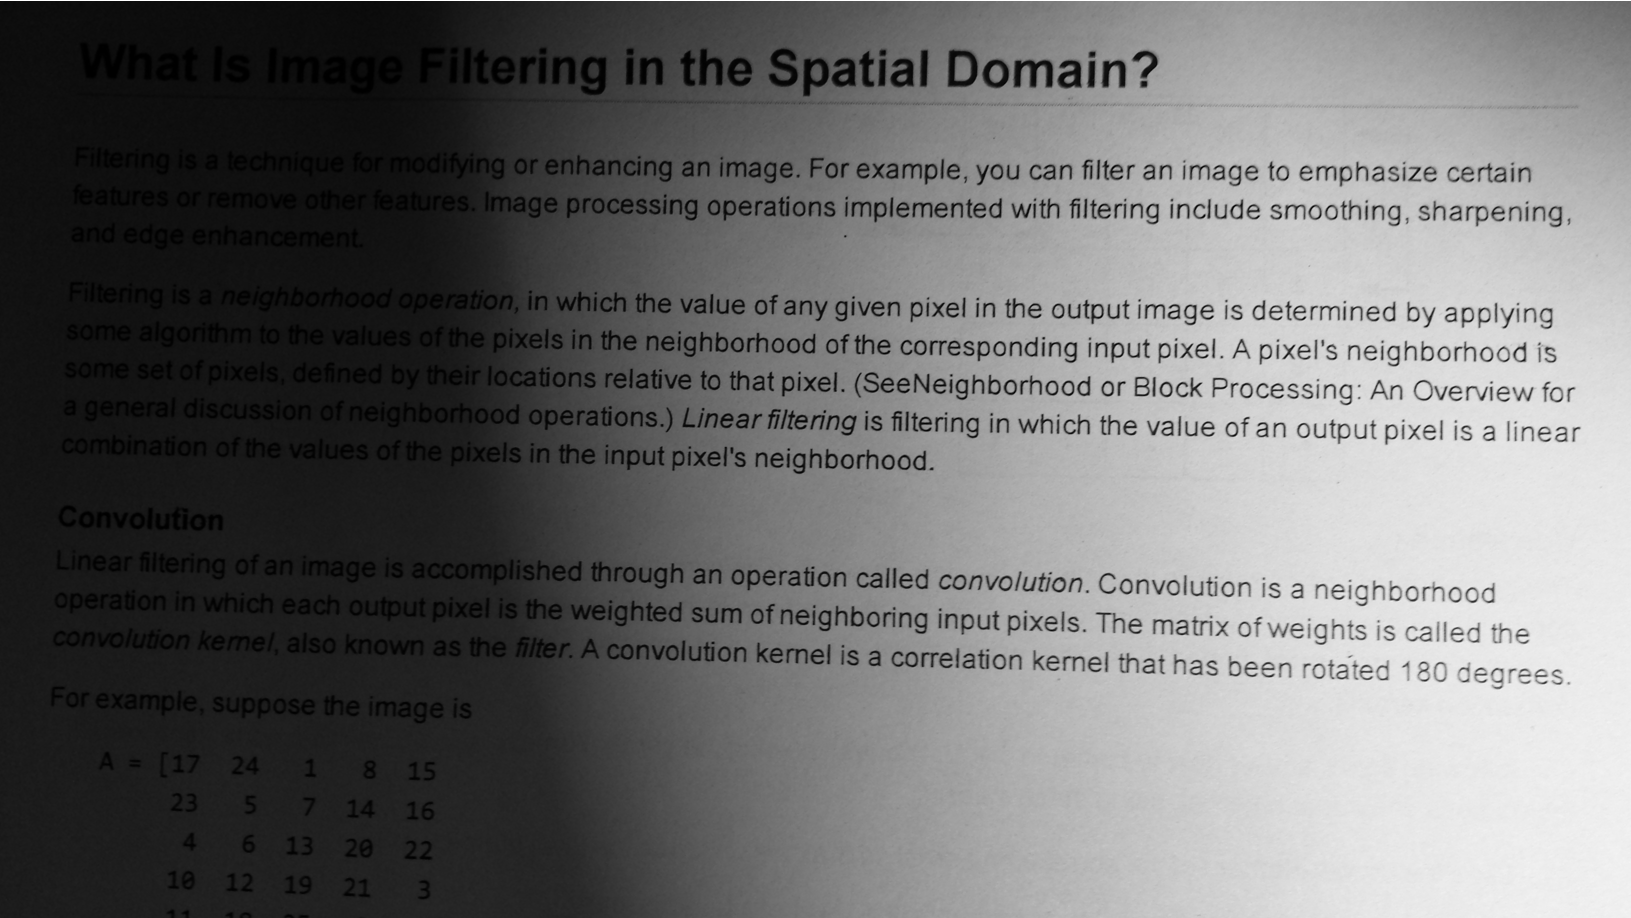 What Is Image Filtering in the Spatial Domain?
Filtering is a technique for modifying or enhancing an image. For example, you can filter an image to emphasize certain
features or remove other features. Image processing operations implemented with filtering include smoothing, sharpening,
and edge enhancement.
Filtering is a neighborhood operation, in which the value of any given pixel in the output image is determined by applying
some algorithm to the values of the pixels in the neighborhood of the corresponding input pixel. A pixel's neighborhood is
some set of pixels, defined by their locations relative to that pixel. (SeeNeighborhood or Block Processing: An Overview for
a general discussion of neighborhood operations.) Linear filtering is filtering in which the value of an output pixel is a linear
combination of the values of the pixels in the input pixel's neighborhood.
Convolution
Linear filtering of an image is accomplished through an operation called convolution. Convolution is a neighborhood
operation in which each output pixel is the weighted sum of neighboring input pixels. The matrix of weights is called the
convolution kernel, also known as the filter. A convolution kernel is a correlation kernel that has been rotated 180 degrees.
For example, suppose the image is
A = [17 24 1 8 15
23 5 7 14 16
4 6 13 20 22
10 12 19 21 3